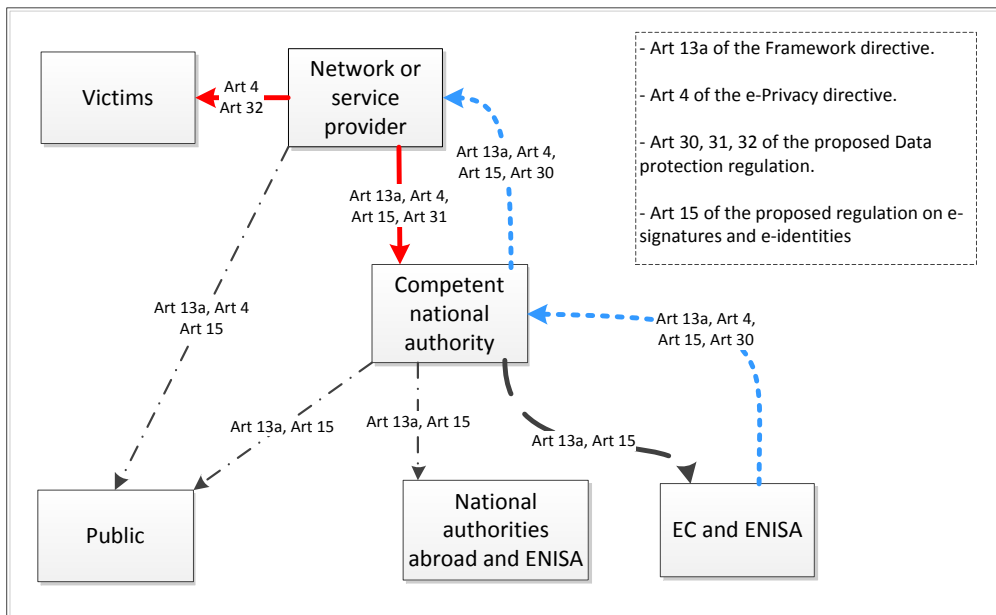 Victims
Art 4
Art 32
Network or
service
provider
- Art 13a of the Framework directive.
- Art 4 of the e-Privacy directive.
- Art 30, 31, 32 of the proposed Data
protection regulation.
- Art 15 of the proposed regulation on e-
signatures and e-identities
Art 13a, Art 4,
Art 15, Art 30
Art 13a, Art 4,
Art 15, Art 31
Art 13a, Art 4
Art 15
Competent
national
authority
Art 13a, Art 4,
Art 15, Art 30
Art 13a, Art 15
Art 13a, Art 15
Art 13a, Art 15
Public
National
authorities
abroad and ENISA
EC and ENISA